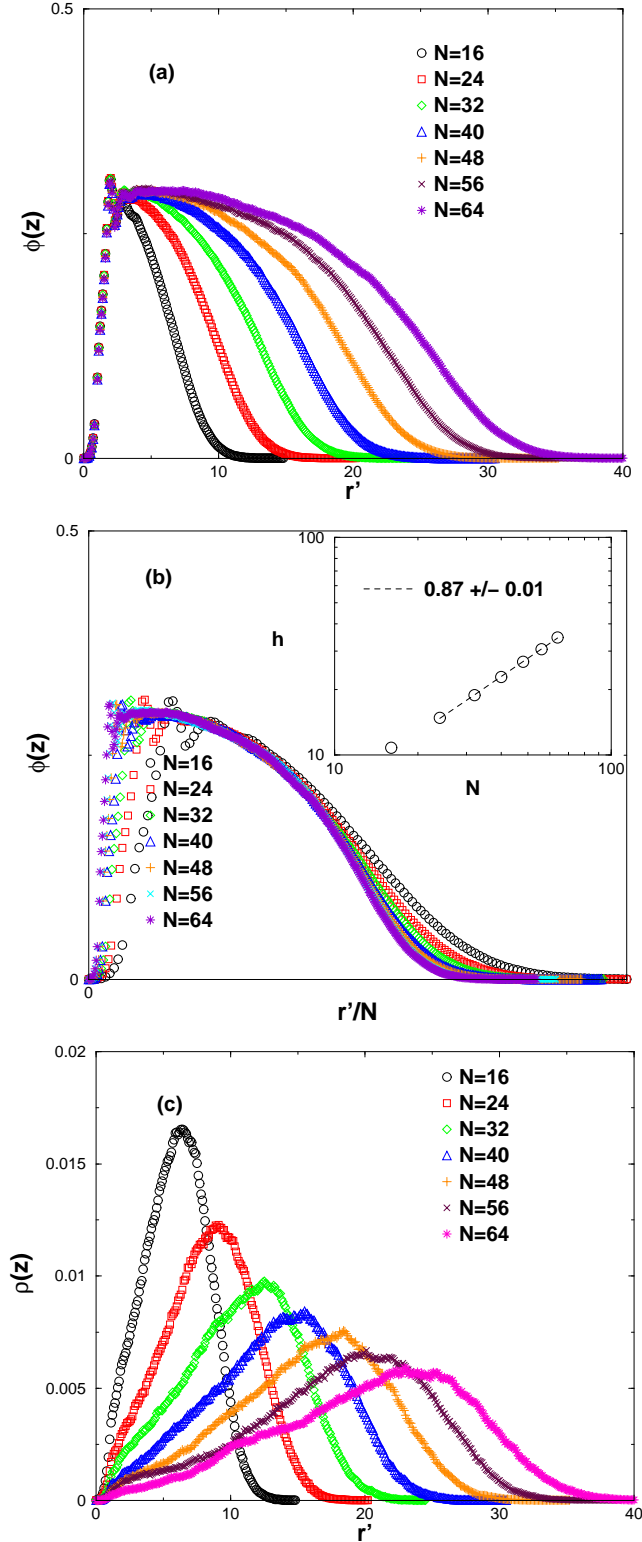 0.5
(a)
N=16
N=24
N=32
N=40
N=48
N=56
N=64
ϕ(z)
0
0 10 20 30 40
r'
0.5
(b)
100
0.87 +/− 0.01
h
10
10 100
N
ϕ(z)
N=16
N=24
N=32
N=40
N=48
N=56
N=64
0
0
r'/N
0.02
(c)
N=16
N=24
N=32
N=40
N=48
N=56
N=64
0.015
ρ(z)
0.01
0.005
0
0 10 20 30 40
r'